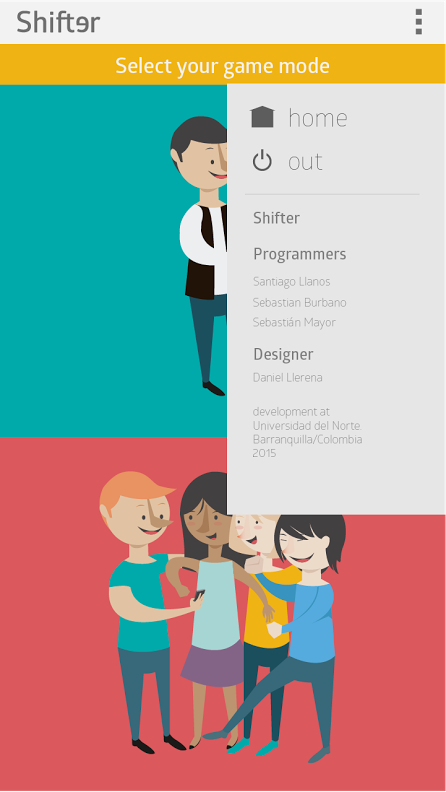 Shifter
Select your game mode
home
out
Shifter
Programmers
Santiago Llanos
Sebastian Burbano
Sebastián Mayor
Designer
Daniel Llerena
development at
Universidad del Norte.
Barranquilla/Colombia
2015